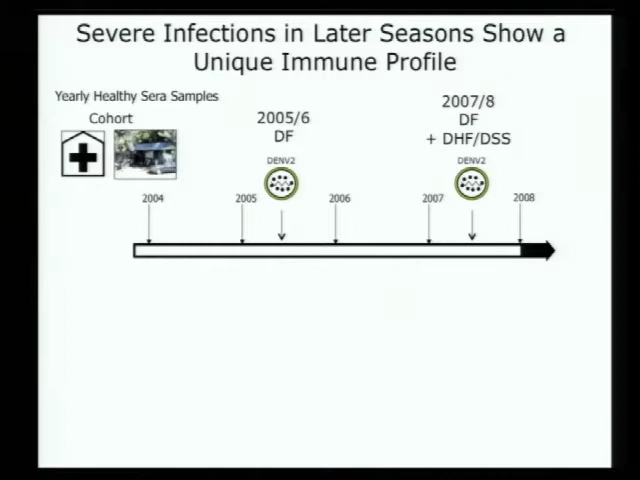 Severe Infections in Later Seasons Show a
Unique Immune Profile
Yearly Healthy Sera Samples
Cohort
2005/6
DF
DENV2
2007/8
DF
+ DHF/DSS
DENV2
2004
2005
2006
2007
2008